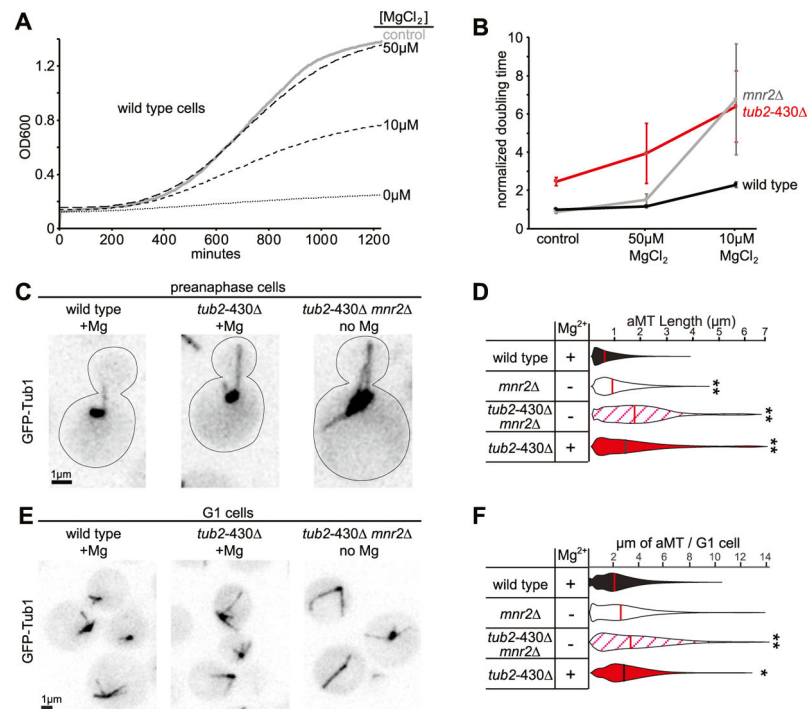 A
[MgCl₂]
control
50µM
10µM
0µM
wild type cells
OD600
1.2
0.8
0.4
0
0 200 400 600 800 1000 1200
minutes
B
normalized doubling time
10
8
6
4
2
0
mnr2Δ
tub2-430Δ
wild type
control
50µM
MgCl₂
10µM
MgCl₂
C
preanaphase cells
wild type
+Mg
tub2-430Δ
+Mg
tub2-430Δ mnr2Δ
no Mg
GFP-Tub1
1µm
D
Mg²⁺
aMT Length (µm)
1 2 3 4 5 6 7
wild type +
mnr2Δ - **
tub2-430Δ
mnr2Δ - **
tub2-430Δ + **
E
G1 cells
wild type
+Mg
tub2-430Δ
+Mg
tub2-430Δ mnr2Δ
no Mg
GFP-Tub1
1µm
F
Mg²⁺
µm of aMT / G1 cell
2 4 6 8 10 12 14
wild type +
mnr2Δ -
tub2-430Δ
mnr2Δ - **
tub2-430Δ + *